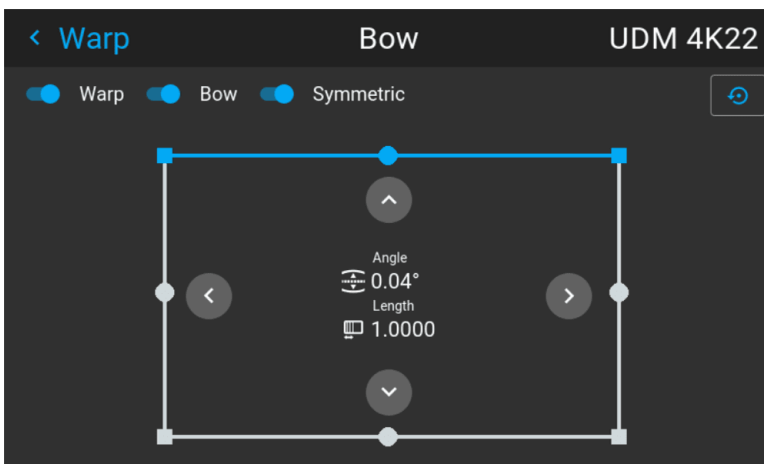 Warp Bow UDM 4K22
Warp Bow Symmetric
Angle
0.04°
Length
1.0000